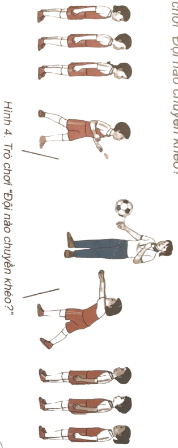 chơi "Đội nào chuyền khéo?"
Hình 4. Trò chơi "Đội nào chuyền khéo?"